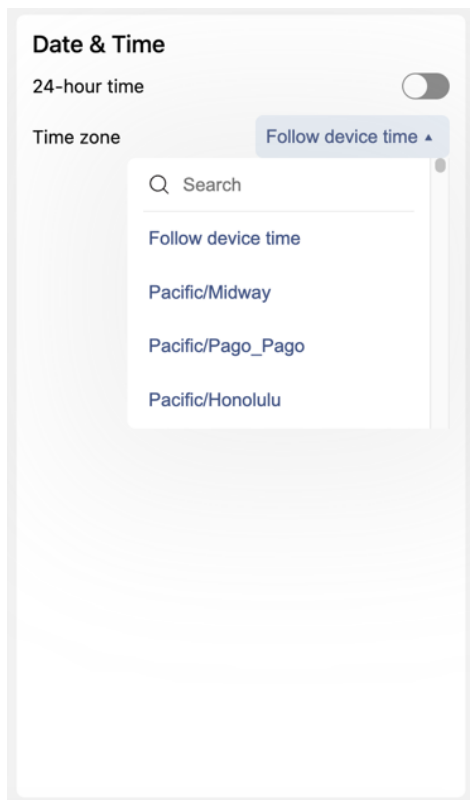 Date & Time
24-hour time
Time zone
Follow device time
Search
Follow device time
Pacific/Midway
Pacific/Pago_Pago
Pacific/Honolulu